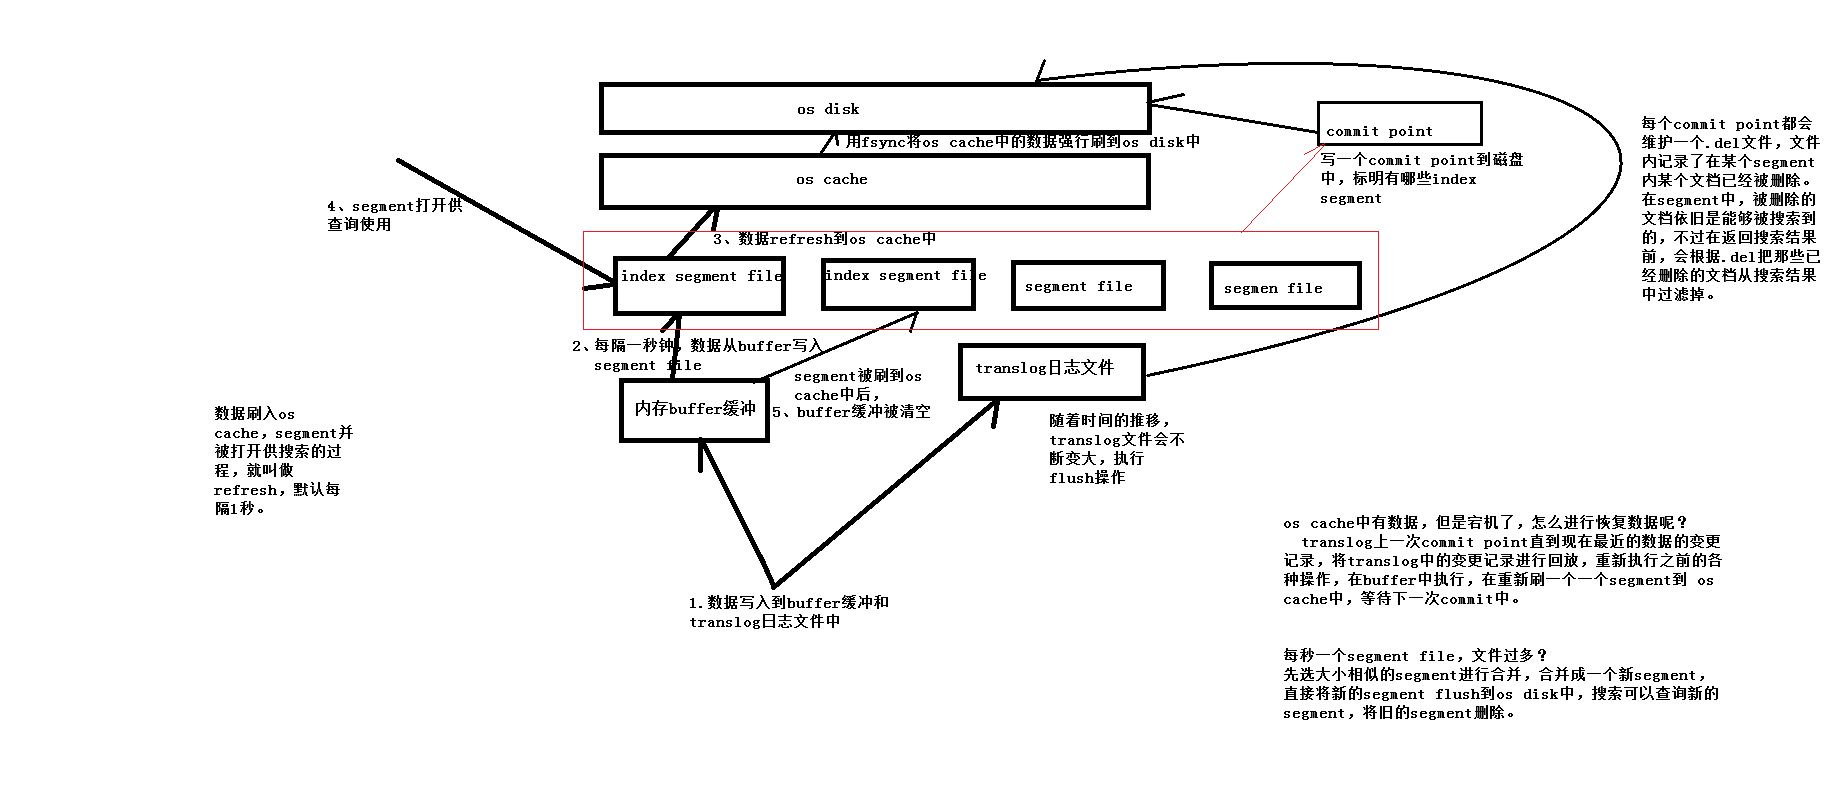 os disk
用fsync将os cache中的数据强行刷到os disk中
os cache
commit point
写一个commit point到磁盘
中，标明有哪些index
segment
每个commit point都会
维护一个.del文件，文件
内记录了在某个segment
内某个文档已经被删除。
在segment中，被删除的
文档依旧是能够被搜索到
的，不过在返回搜索结果
前，会根据.del把那些已
经删除的文档从搜索结果
中过滤掉。
4、segment打开供
查询使用
3、数据refresh到os cache中
index segment file
index segment file
segment file
segmen file
2、每隔一秒钟，数据从buffer写入
segment file
内存buffer缓冲
segment被刷到os
cache中后，
5、buffer缓冲被清空
translog日志文件
随着时间的推移，
translog文件会不
断变大，执行
flush操作
数据刷入os
cache，segment并
被打开供搜索的过
程，就叫做
refresh，默认每
隔1秒。
1.数据写入到buffer缓冲和
translog日志文件中
os cache中有数据，但是宕机了，怎么进行恢复数据呢？
translog上一次commit point直到现在最近的数据的变更
记录，将translog中的变更记录进行回放，重新执行之前的各
种操作，在buffer中执行，在重新刷一个一个segment到 os
cache中，等待下一次commit中。
每秒一个segment file，文件过多？
先选大小相似的segment进行合并，合并成一个新segment，
直接将新的segment flush到os disk中，搜索可以查询新的
segment，将旧的segment删除。